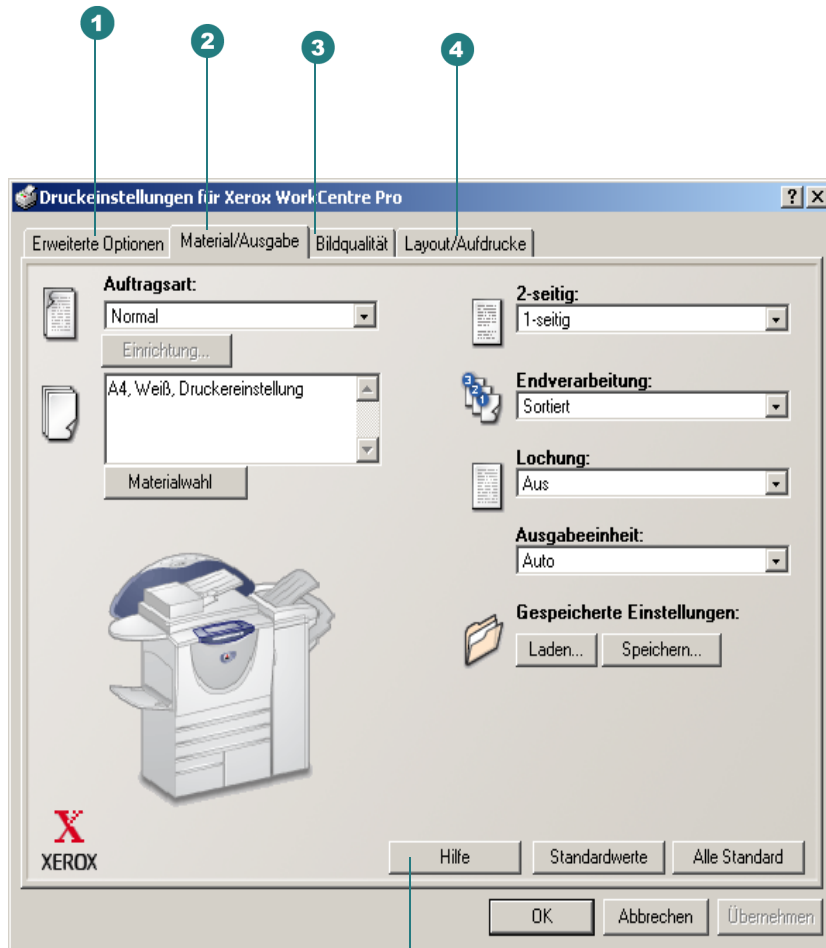 1
2
3
4
Druckeinstellungen für Xerox WorkCentre Pro
Erweiterte Optionen
Material/Ausgabe
Bildqualität
Layout/Aufdrucke
Auftragsart:
Normal
Einrichtung...
A4, Weiß, Druckereinstellung
Materialwahl
2-seitig:
1-seitig
Endverarbeitung:
Sortiert
Lochung:
Aus
Ausgabeeinheit:
Auto
Gespeicherte Einstellungen:
Laden...
Speichern...
X
XEROX
Hilfe
Standardwerte
Alle Standard
OK
Abbrechen
Übernehmen